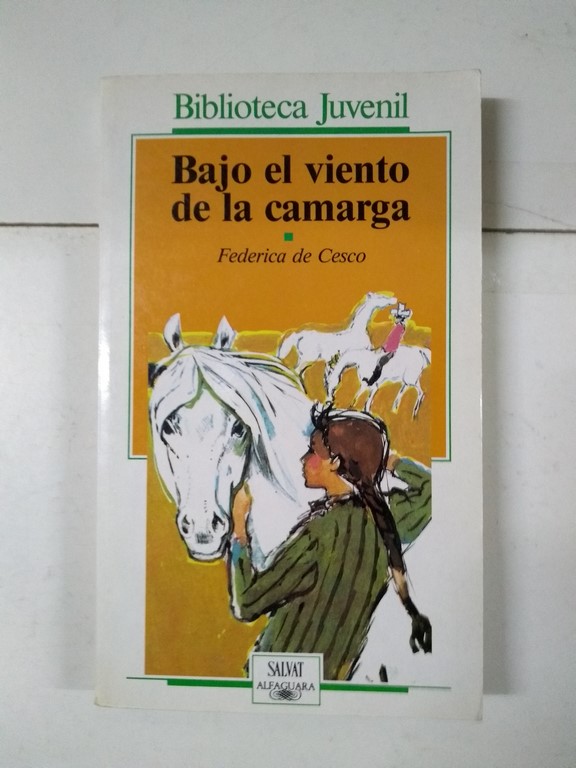 Biblioteca Juvenil
Bajo el viento
de la camarga
Federica de Cesco
SALVAT
ALFAGUARA